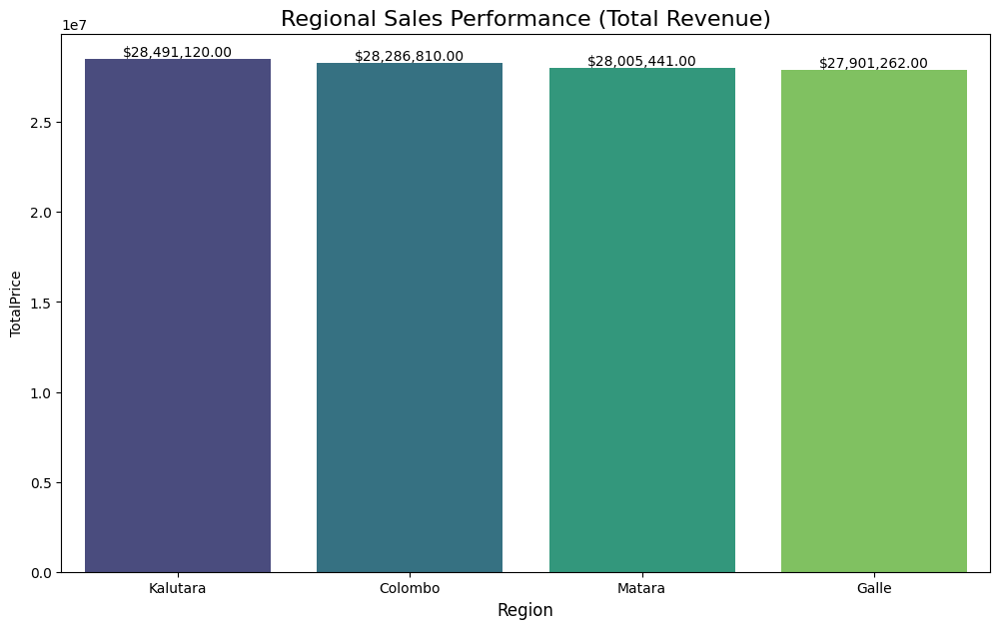 Regional Sales Performance (Total Revenue)
1e7
$28,491,120.00
$28,286,810.00
$28,005,441.00
$27,901,262.00
2.5
2.0
1.5
1.0
0.5
0.0
TotalPrice
Kalutara
Colombo
Matara
Galle
Region